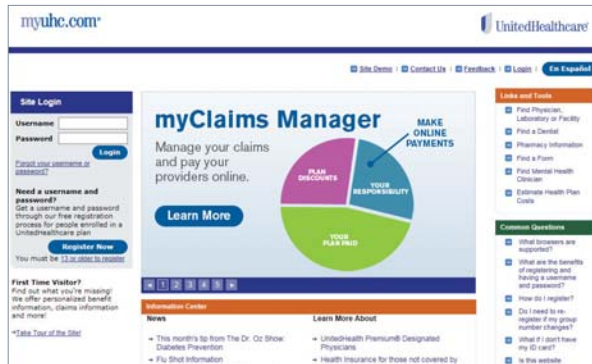 myuhc.com®
UnitedHealthcare®
Site Demo | Contact Us | Feedback | Login | En Español
Site Login
Username
Password
Login
Forgot your username or
password?
Need a username and
password?
Get a username and password
through our free registration
process for people enrolled in a
UnitedHealthcare plan
Register Now
You must be 13 or older to register
First Time Visitor?
Find out what you're missing!
We offer personalized benefit
information, claims information
and more!
Take Tour of the Site!
myClaims Manager
Manage your claims
and pay your
providers online.
Learn More
MAKE
ONLINE
PAYMENTS
PLAN
DISCOUNTS
YOUR
RESPONSIBILITY
YOUR
PLAN PAID
1 2 3 4 5
Information Center
News
This month's tip from The Dr. Oz Show:
Diabetes Prevention
Flu Shot Information
Learn More About
UnitedHealth Premium® Designated
Physicians
Health Insurance for those not covered by
Links and Tools
Find Physician,
Laboratory or Facility
Find a Dentist
Pharmacy Information
Find a Form
Find Mental Health
Clinician
Estimate Health Plan
Costs
Common Questions
What browsers are
supported?
What are the benefits
of registering and
having a username
and password?
How do I register?
Do I need to re-
register if my group
number changes?
What if I don't have
my ID card?
Is this website